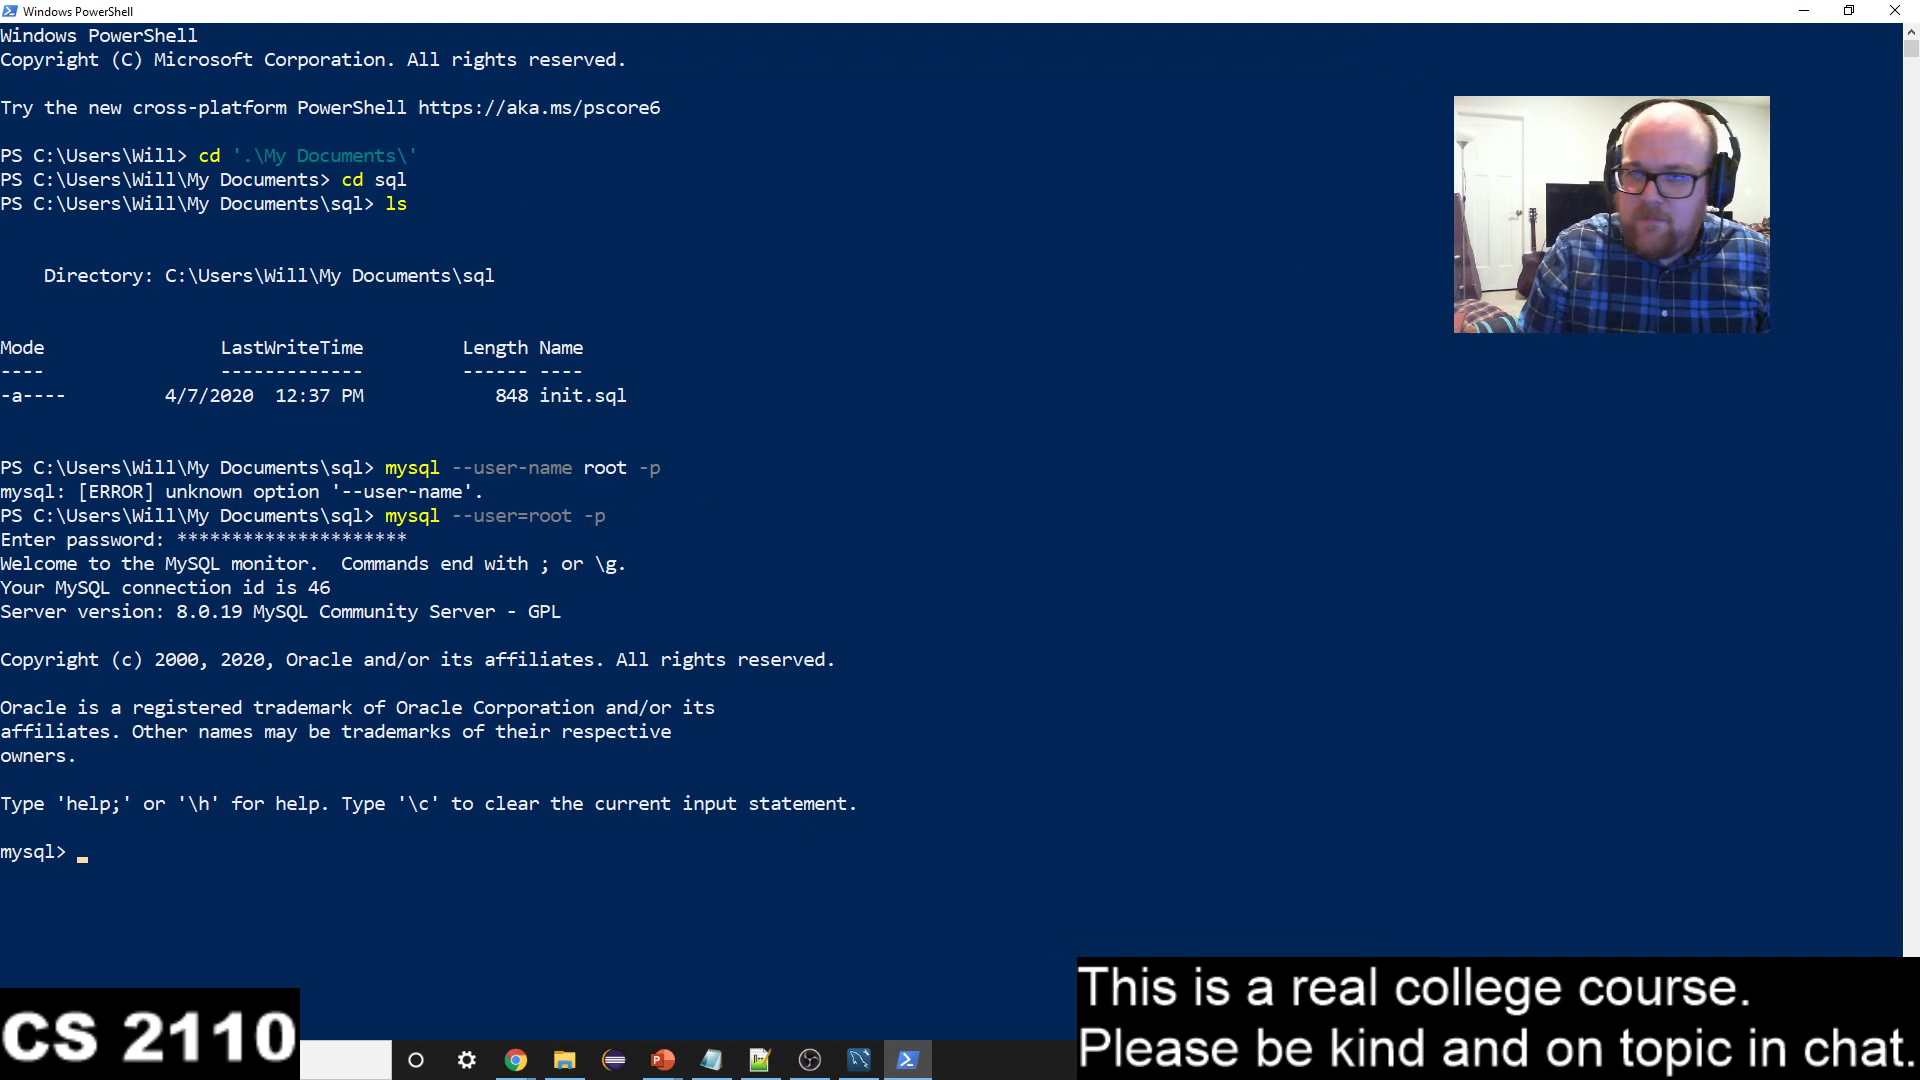 Windows PowerShell
Windows PowerShell
Copyright (C) Microsoft Corporation. All rights reserved.
Try the new cross-platform PowerShell https://aka.ms/pscore6
PS C:\Users\Will> cd '.\My Documents\'
PS C:\Users\Will\My Documents> cd sql
PS C:\Users\Will\My Documents\sql> ls
Directory: C:\Users\Will\My Documents\sql
Mode LastWriteTime Length Name
---- ------------- ------ ----
-a---- 4/7/2020 12:37 PM 848 init.sql
PS C:\Users\Will\My Documents\sql> mysql --user-name root -p
mysql: [ERROR] unknown option '--user-name'.
PS C:\Users\Will\My Documents\sql> mysql --user=root -p
Enter password: *********************
Welcome to the MySQL monitor.  Commands end with ; or \g.
Your MySQL connection id is 46
Server version: 8.0.19 MySQL Community Server - GPL
Copyright (c) 2000, 2020, Oracle and/or its affiliates. All rights reserved.
Oracle is a registered trademark of Oracle Corporation and/or its
affiliates. Other names may be trademarks of their respective
owners.
Type 'help;' or '\h' for help. Type '\c' to clear the current input statement.
mysql>
CS 2110
This is a real college course.
Please be kind and on topic in chat.